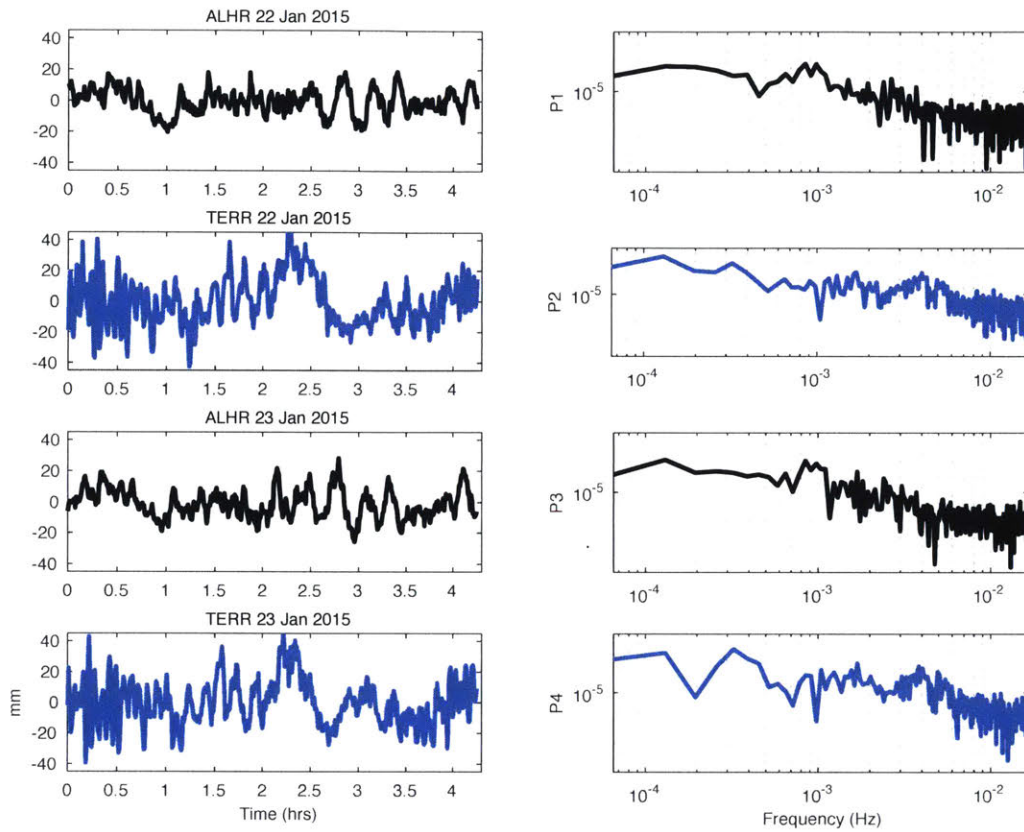 ALHR 22 Jan 2015
40
20
0
-20
-40
0 0.5 1 1.5 2 2.5 3 3.5 4
P1
10⁻⁵
10⁻⁴ 10⁻³ 10⁻²
TERR 22 Jan 2015
40
20
0
-20
-40
0 0.5 1 1.5 2 2.5 3 3.5 4
P2
10⁻⁵
10⁻⁴ 10⁻³ 10⁻²
ALHR 23 Jan 2015
40
20
0
-20
-40
0 0.5 1 1.5 2 2.5 3 3.5 4
P3
10⁻⁵
10⁻⁴ 10⁻³ 10⁻²
TERR 23 Jan 2015
mm
40
20
0
-20
-40
0 0.5 1 1.5 2 2.5 3 3.5 4
Time (hrs)
P4
10⁻⁵
10⁻⁴ 10⁻³ 10⁻²
Frequency (Hz)